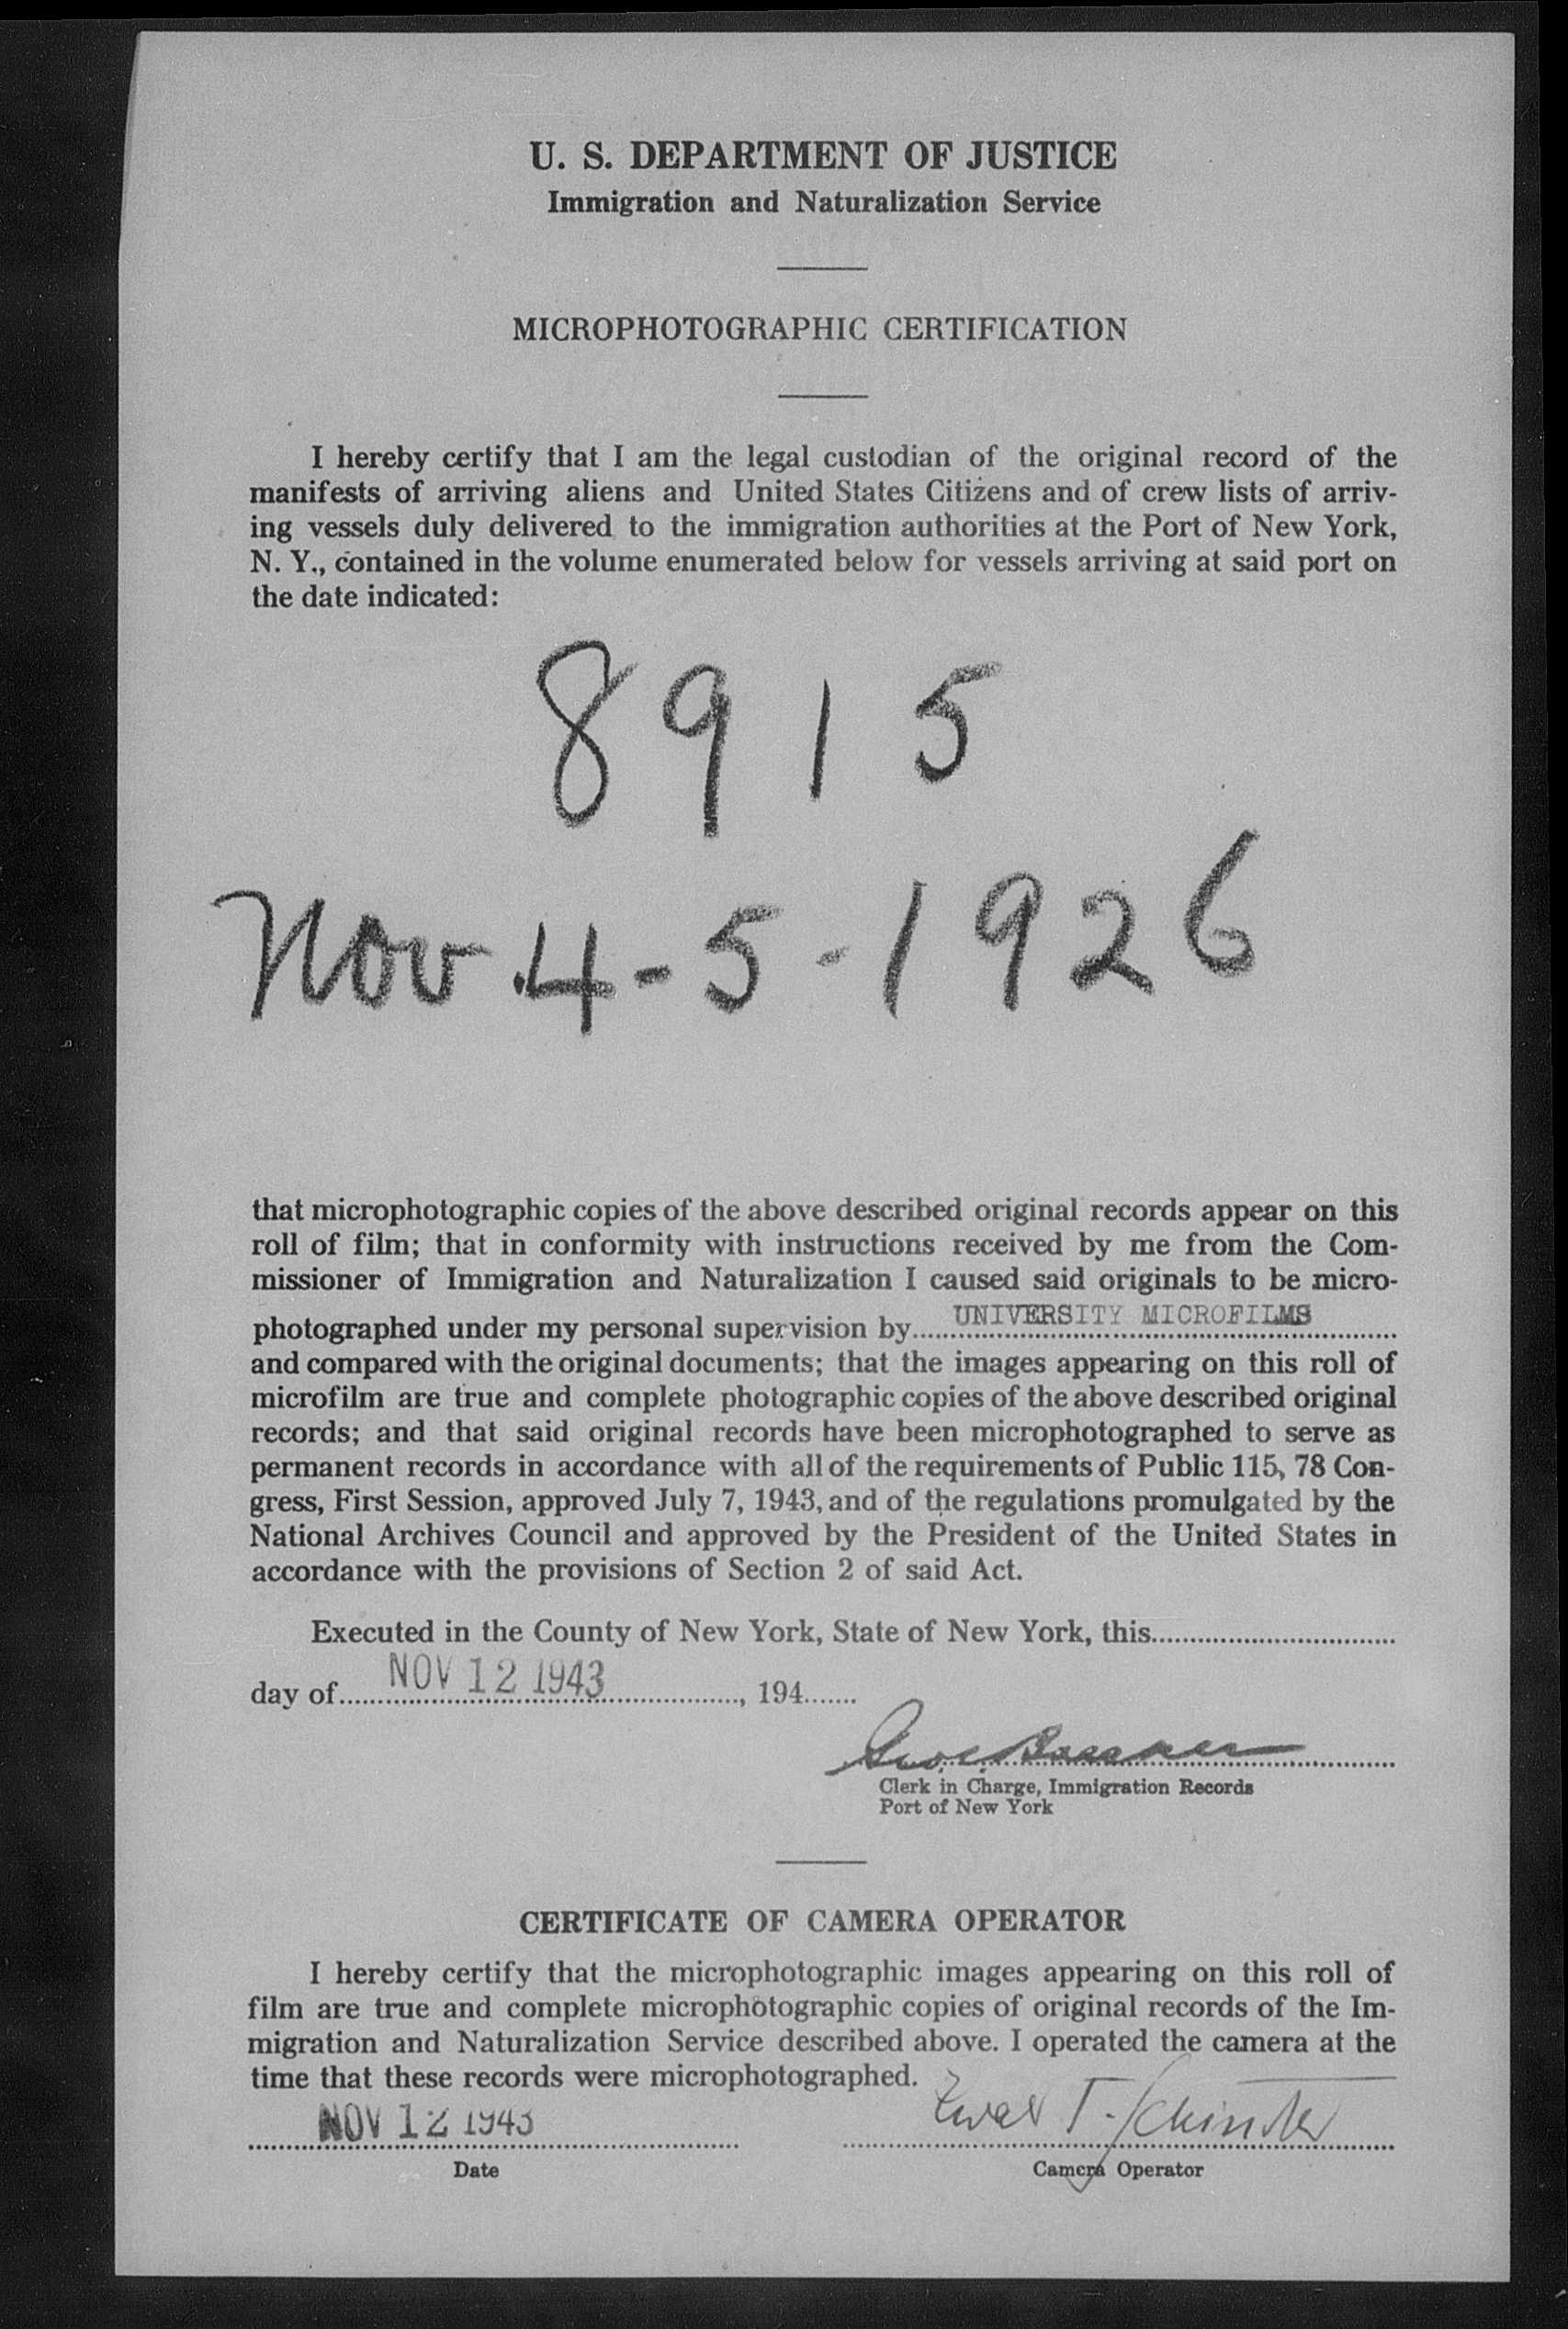 U. S. DEPARTMENT OF JUSTICE
Immigration and Naturalization Service
MICROPHOTOGRAPHIC CERTIFICATION
I hereby certify that I am the legal custodian of the original record of the
manifests of arriving aliens and United States Citizens and of crew lists of arriv-
ing vessels duly delivered to the immigration authorities at the Port of New York,
N. Y., contained in the volume enumerated below for vessels arriving at said port on
the date indicated:
8915
Nov 4-5-1926
that microphotographic copies of the above described original records appear on this
roll of film; that in conformity with instructions received by me from the Com-
missioner of Immigration and Naturalization I caused said originals to be micro-
photographed under my personal supervision by UNIVERSITY MICROFILMS
and compared with the original documents; that the images appearing on this roll of
microfilm are true and complete photographic copies of the above described original
records; and that said original records have been microphotographed to serve as
permanent records in accordance with all of the requirements of Public 115, 78 Con-
gress, First Session, approved July 7, 1943, and of the regulations promulgated by the
National Archives Council and approved by the President of the United States in
accordance with the provisions of Section 2 of said Act.
Executed in the County of New York, State of New York, this
day of NOV 12 1943, 194
Clerk in Charge, Immigration Records
Port of New York
CERTIFICATE OF CAMERA OPERATOR
I hereby certify that the microphotographic images appearing on this roll of
film are true and complete microphotographic copies of original records of the Im-
migration and Naturalization Service described above. I operated the camera at the
time that these records were microphotographed.
NOV 12 1943
Date
Camera Operator